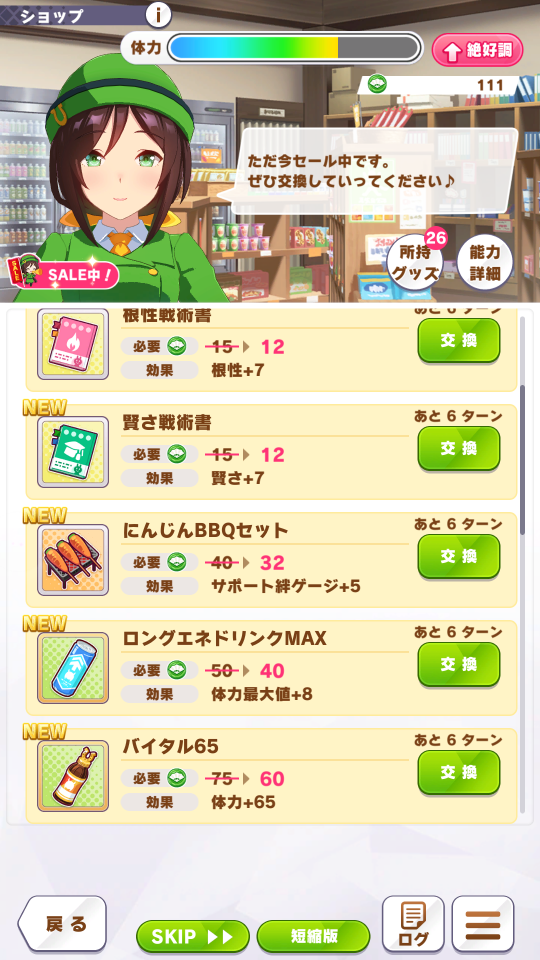 ショップ
i
体力
絶好調
111
ただ今セール中です。
ぜひ交換していってください♪
26
所持
グッズ
能力
詳細
SALE
SALE中！
根性戦術書
あと 6 ターン
必要 15 12
交換
効果 根性+7
NEW
賢さ戦術書
あと 6 ターン
必要 15 12
交換
効果 賢さ+7
NEW
にんじんBBQセット
あと 6 ターン
必要 40 32
交換
効果 サポート絆ゲージ+5
NEW
ロングエネドリンクMAX
あと 6 ターン
必要 50 40
交換
効果 体力最大値+8
NEW
バイタル65
あと 6 ターン
必要 75 60
交換
効果 体力+65
戻る
SKIP
短縮版
ログ